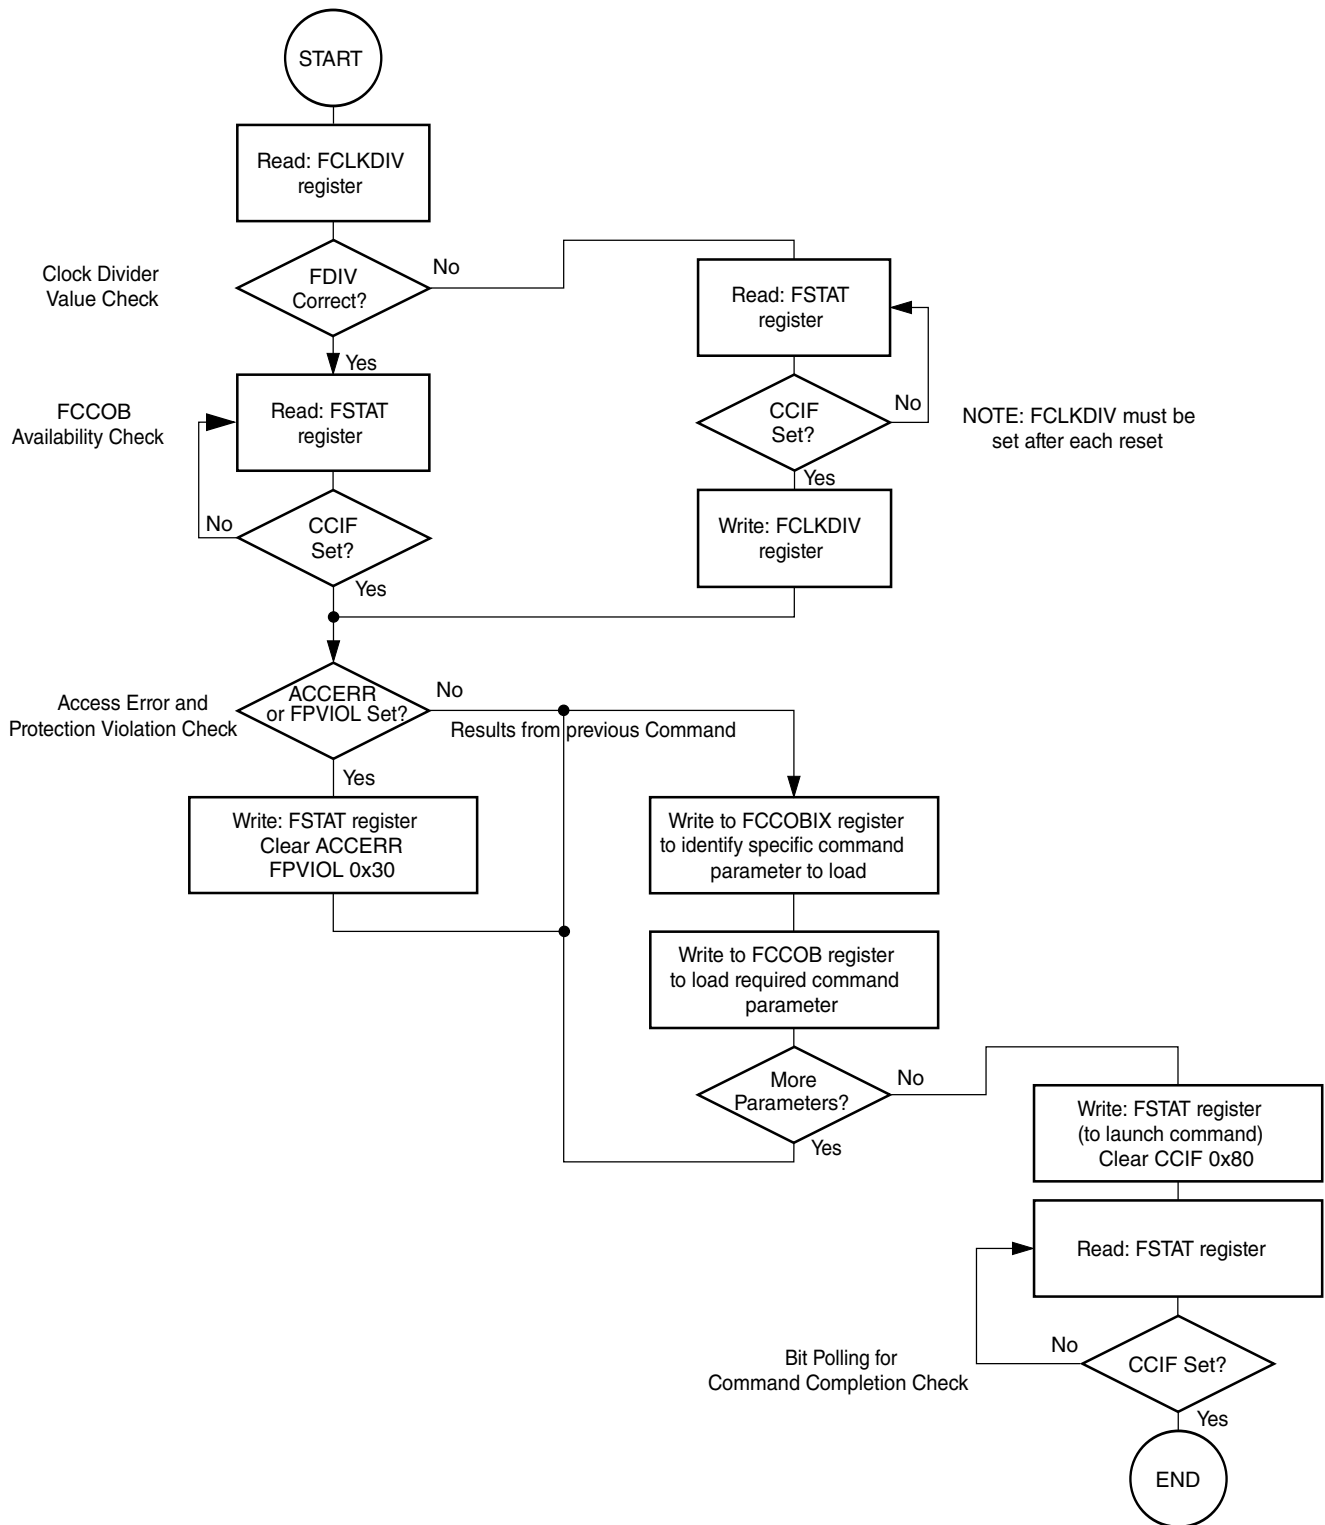 START
Read: FCLKDIV
register
Clock Divider
Value Check
FDIV
Correct?
No
Yes
Read: FSTAT
register
CCIF
Set?
No
Yes
NOTE: FCLKDIV must be
set after each reset
Write: FCLKDIV
register
FCCOB
Availability Check
Read: FSTAT
register
CCIF
Set?
No
Yes
Access Error and
Protection Violation Check
ACCERR
or FPVIOL Set?
No
Results from previous Command
Yes
Write: FSTAT register
Clear ACCERR
FPVIOL 0x30
Write to FCCOBIX register
to identify specific command
parameter to load
Write to FCCOB register
to load required command
parameter
More
Parameters?
No
Yes
Write: FSTAT register
(to launch command)
Clear CCIF 0x80
Read: FSTAT register
Bit Polling for
Command Completion Check
No
CCIF Set?
Yes
END